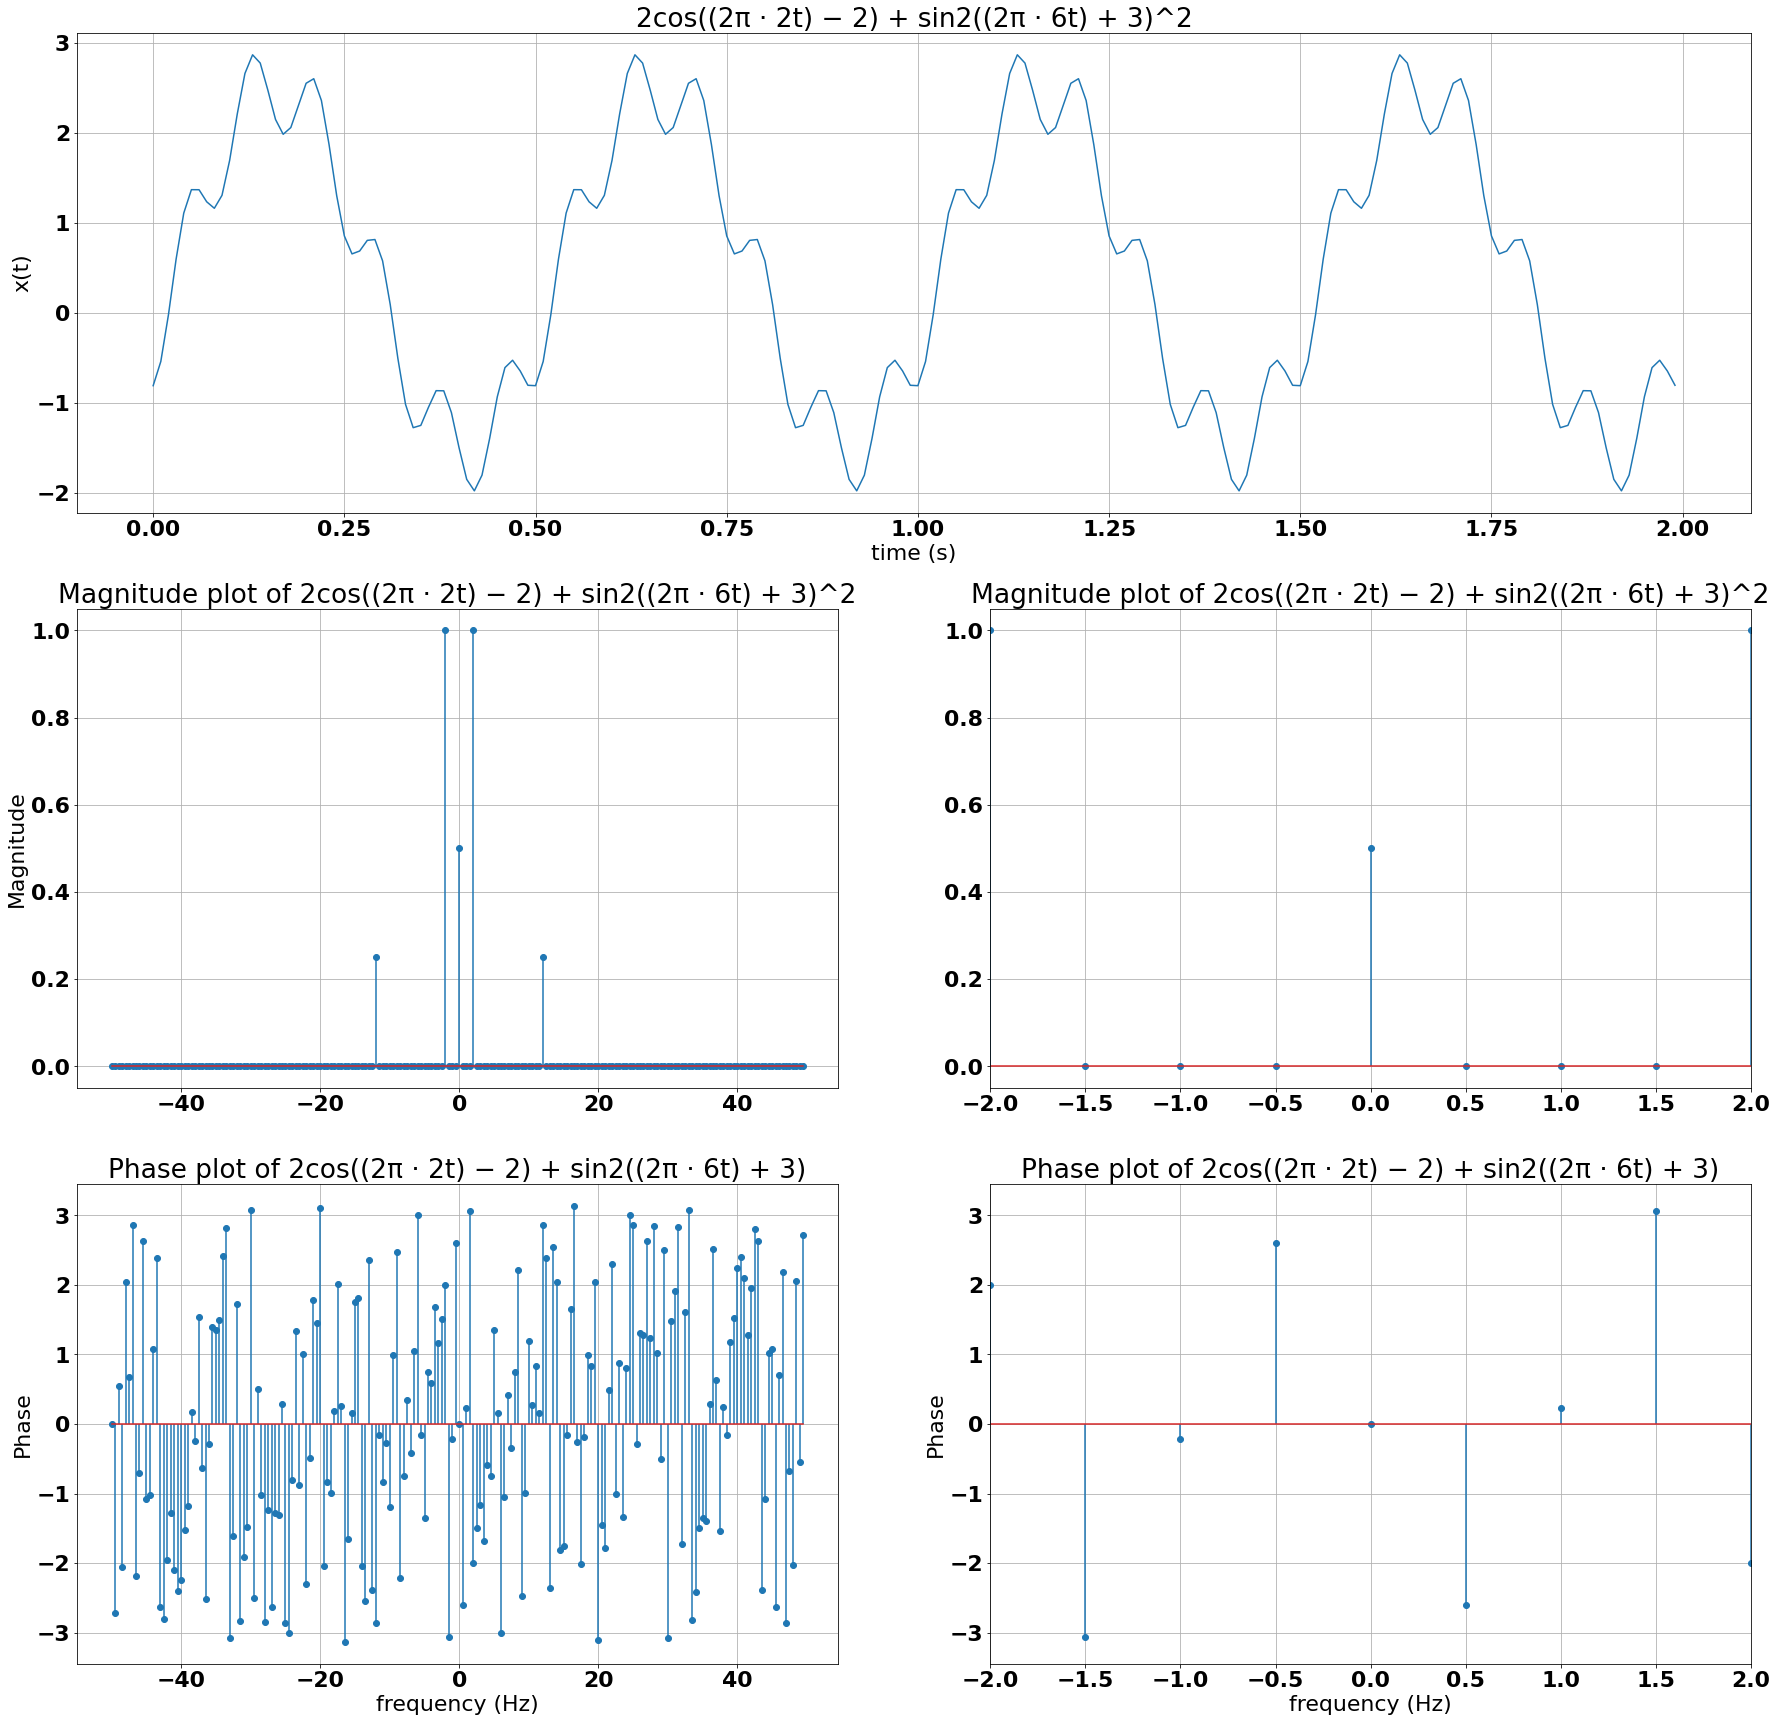 2cos((2π · 2t) − 2) + sin2((2π · 6t) + 3)^2
3
2
1
0
−1
−2
x(t)
0.00 0.25 0.50 0.75 1.00 1.25 1.50 1.75 2.00
time (s)
Magnitude plot of 2cos((2π · 2t) − 2) + sin2((2π · 6t) + 3)^2
1.0
0.8
0.6
0.4
0.2
0.0
Magnitude
−40 −20 0 20 40
Magnitude plot of 2cos((2π · 2t) − 2) + sin2((2π · 6t) + 3)^2
1.0
0.8
0.6
0.4
0.2
0.0
−2.0 −1.5 −1.0 −0.5 0.0 0.5 1.0 1.5 2.0
Phase plot of 2cos((2π · 2t) − 2) + sin2((2π · 6t) + 3)
3
2
1
0
−1
−2
−3
Phase
−40 −20 0 20 40
frequency (Hz)
Phase plot of 2cos((2π · 2t) − 2) + sin2((2π · 6t) + 3)
3
2
1
0
−1
−2
−3
Phase
−2.0 −1.5 −1.0 −0.5 0.0 0.5 1.0 1.5 2.0
frequency (Hz)